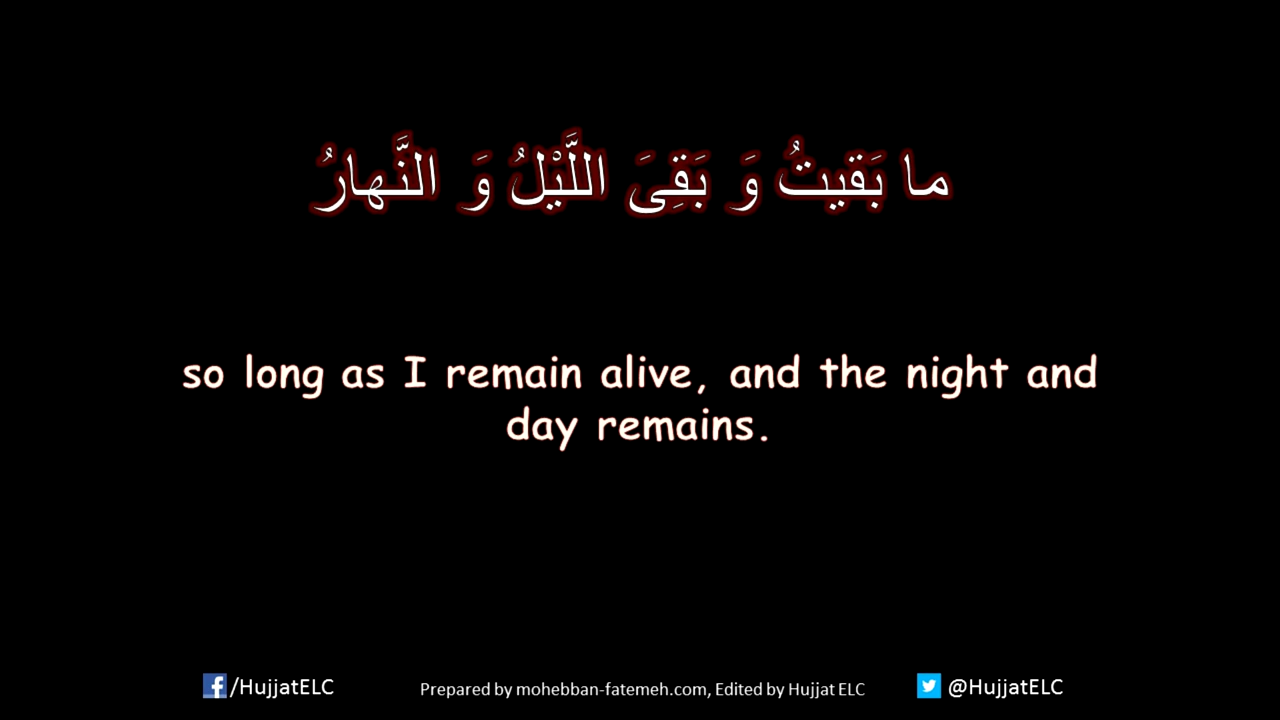 ما بَقيتُ وَ بَقِىَ اللَّيْلُ وَ النَّهارُ
so long as I remain alive, and the night and
day remains.
/HujjatELC
Prepared by mohebban-fatemeh.com, Edited by Hujjat ELC
@HujjatELC